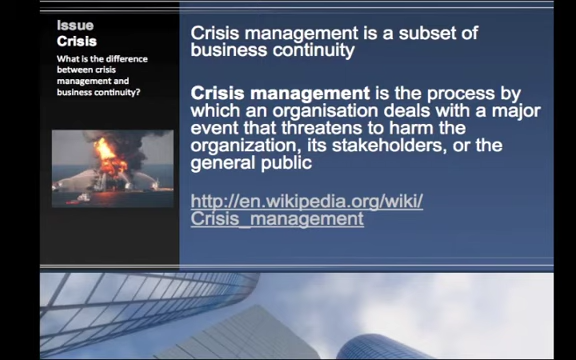 Issue
Crisis
What is the difference
between crisis
management and
business continuity?
Crisis management is a subset of
business continuity
Crisis management is the process by
which an organisation deals with a major
event that threatens to harm the
organization, its stakeholders, or the
general public
http://en.wikipedia.org/wiki/
Crisis_management